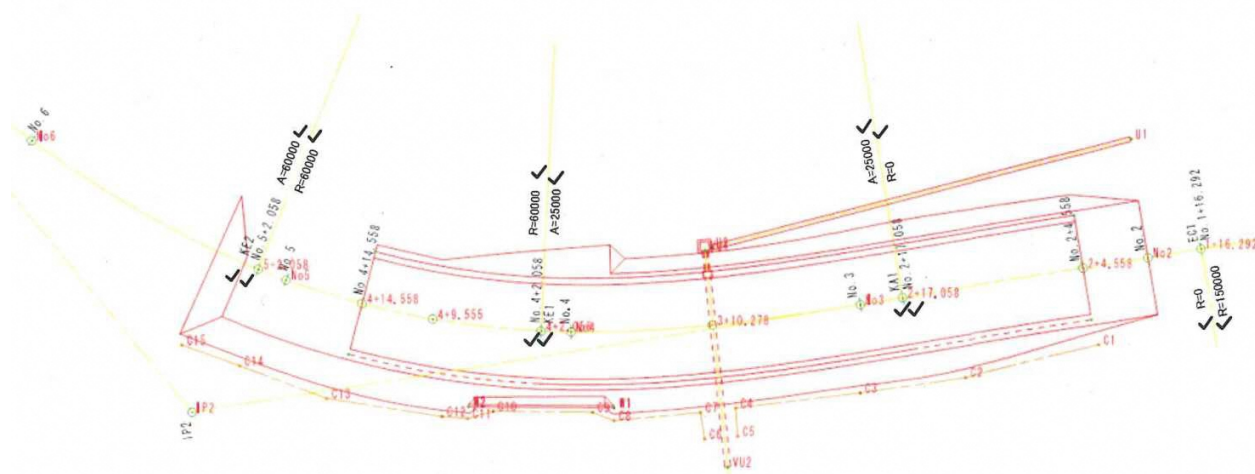 No.6
No6
A=60000
R=60000
R=60000
A=25000
A=25000
R=0
U1
KE2
No.5+2.058
No.5
No5
No.4+14.558
4+14.558
4+9.555
No.4+2.058
KE1
No.4
No4
3+10.278
No.3
No3
KA1
No.2+17.058
2+17.058
No.2+4.558
2+4.558
No.2
No2
EC1
No.1+16.292
1+16.292
R=0
R=150000
C15
C14
C13
C12
C11
C10
C9
C8
C7
C6
C5
C4
C3
C2
C1
W2
W1
IP2
IP2
VU2